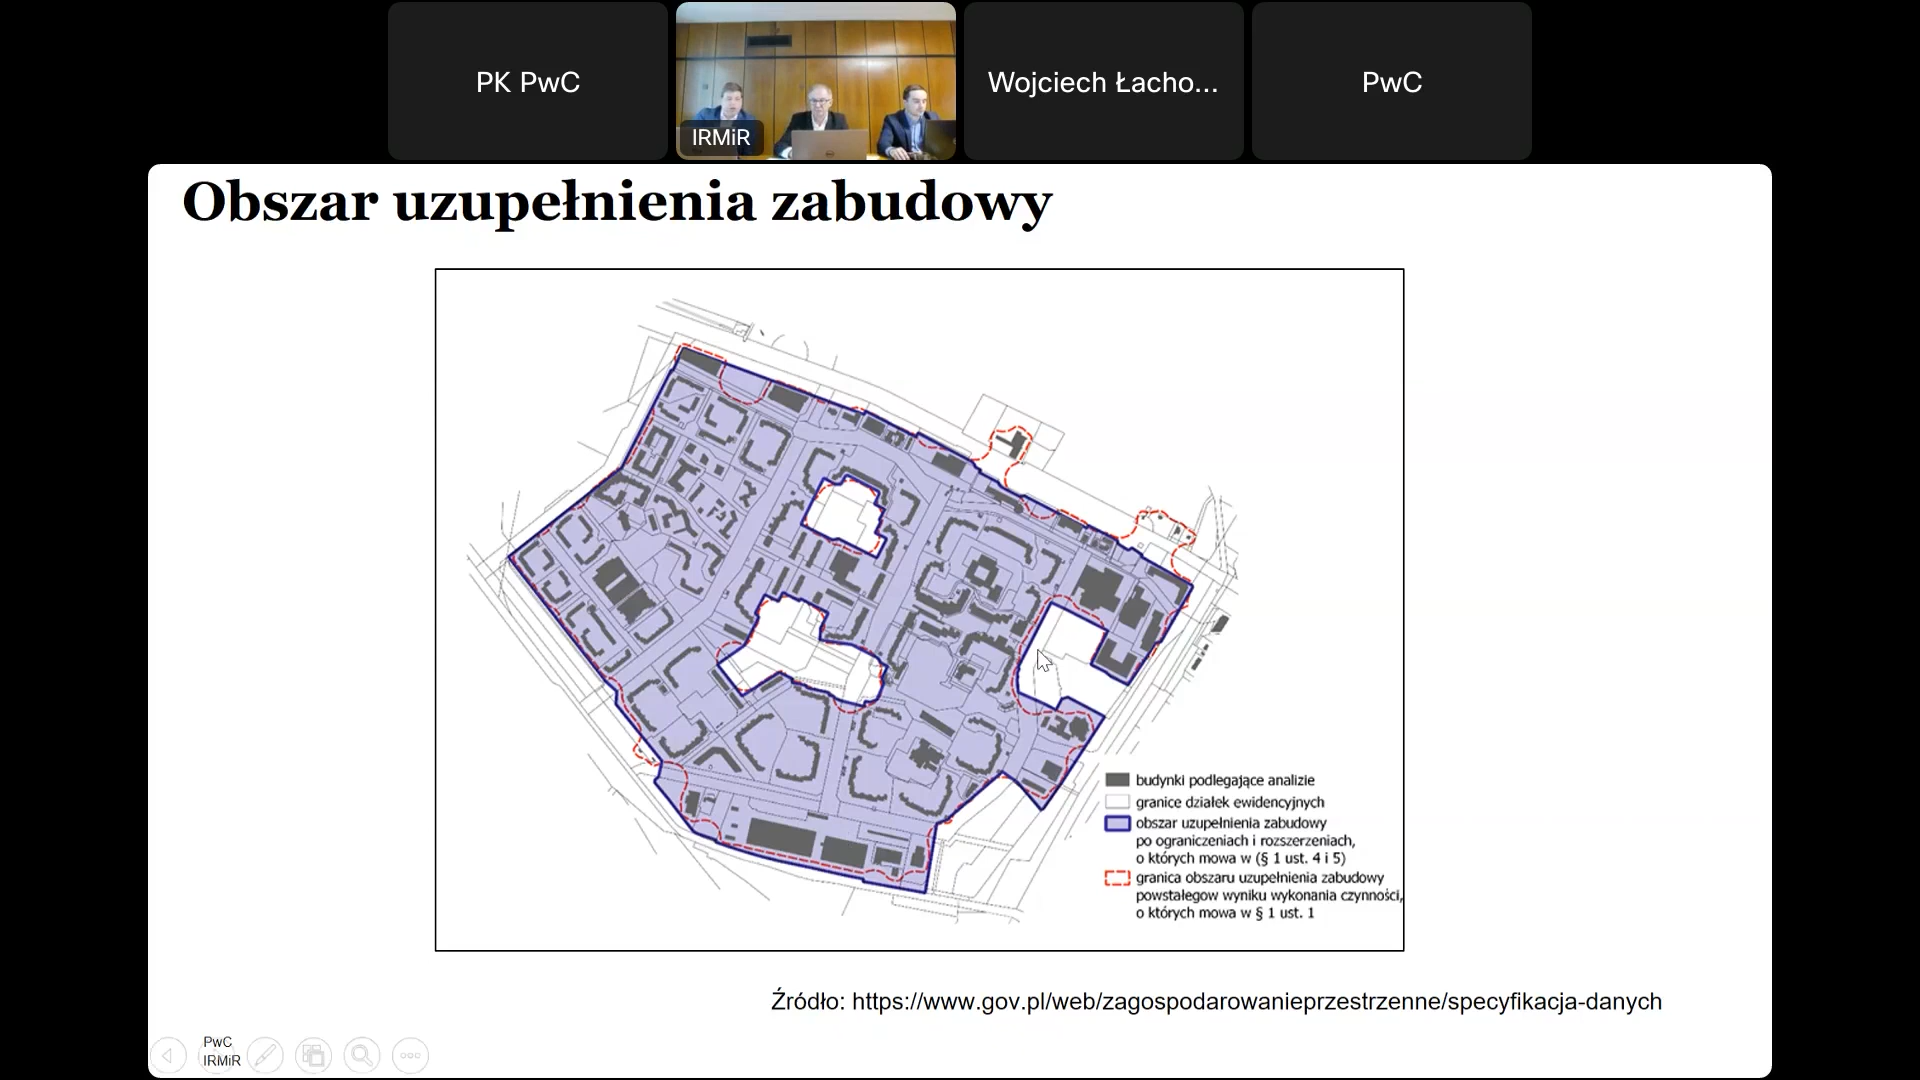 PK PwC
IRMiR
Wojciech Łacho...
PwC
Obszar uzupełnienia zabudowy
budynki podlegające analizie
granice działek ewidencyjnych
obszar uzupełnienia zabudowy
po ograniczeniach i rozszerzeniach,
o których mowa w (§ 1 ust. 4 i 5)
granica obszaru uzupełnienia zabudowy
powstałegow wyniku wykonania czynności,
o których mowa w § 1 ust. 1
Źródło: https://www.gov.pl/web/zagospodarowanieprzestrzenne/specyfikacja-danych
PwC
IRMiR